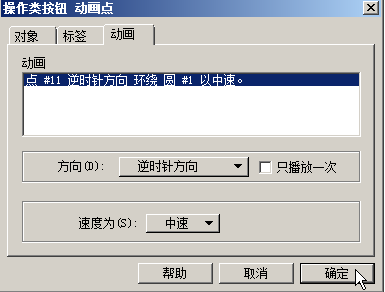 操作类按钮 动画点
对象 标签 动画
动画
点 #11 逆时针方向 环绕 圆 #1 以中速。
方向(D): 逆时针方向 只播放一次
速度为(S): 中速
帮助 取消 确定